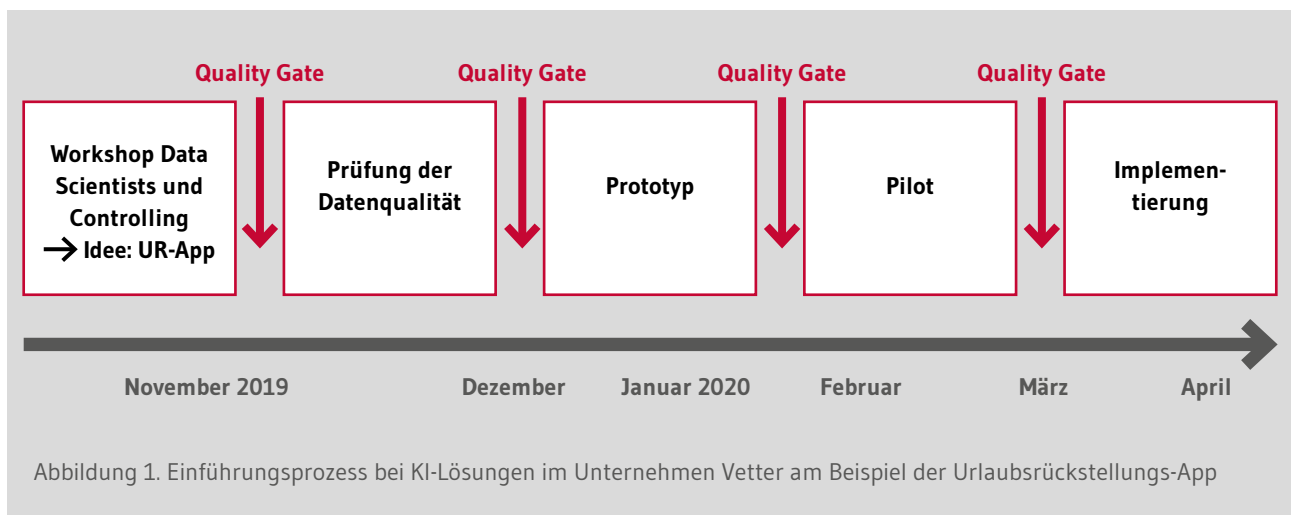 Quality Gate
Quality Gate
Quality Gate
Quality Gate
Workshop Data
Scientists und
Controlling
→ Idee: UR-App
Prüfung der
Datenqualität
Prototyp
Pilot
Implemen-
tierung
November 2019
Dezember
Januar 2020
Februar
März
April
Abbildung 1. Einführungsprozess bei KI-Lösungen im Unternehmen Vetter am Beispiel der Urlaubsrückstellungs-App